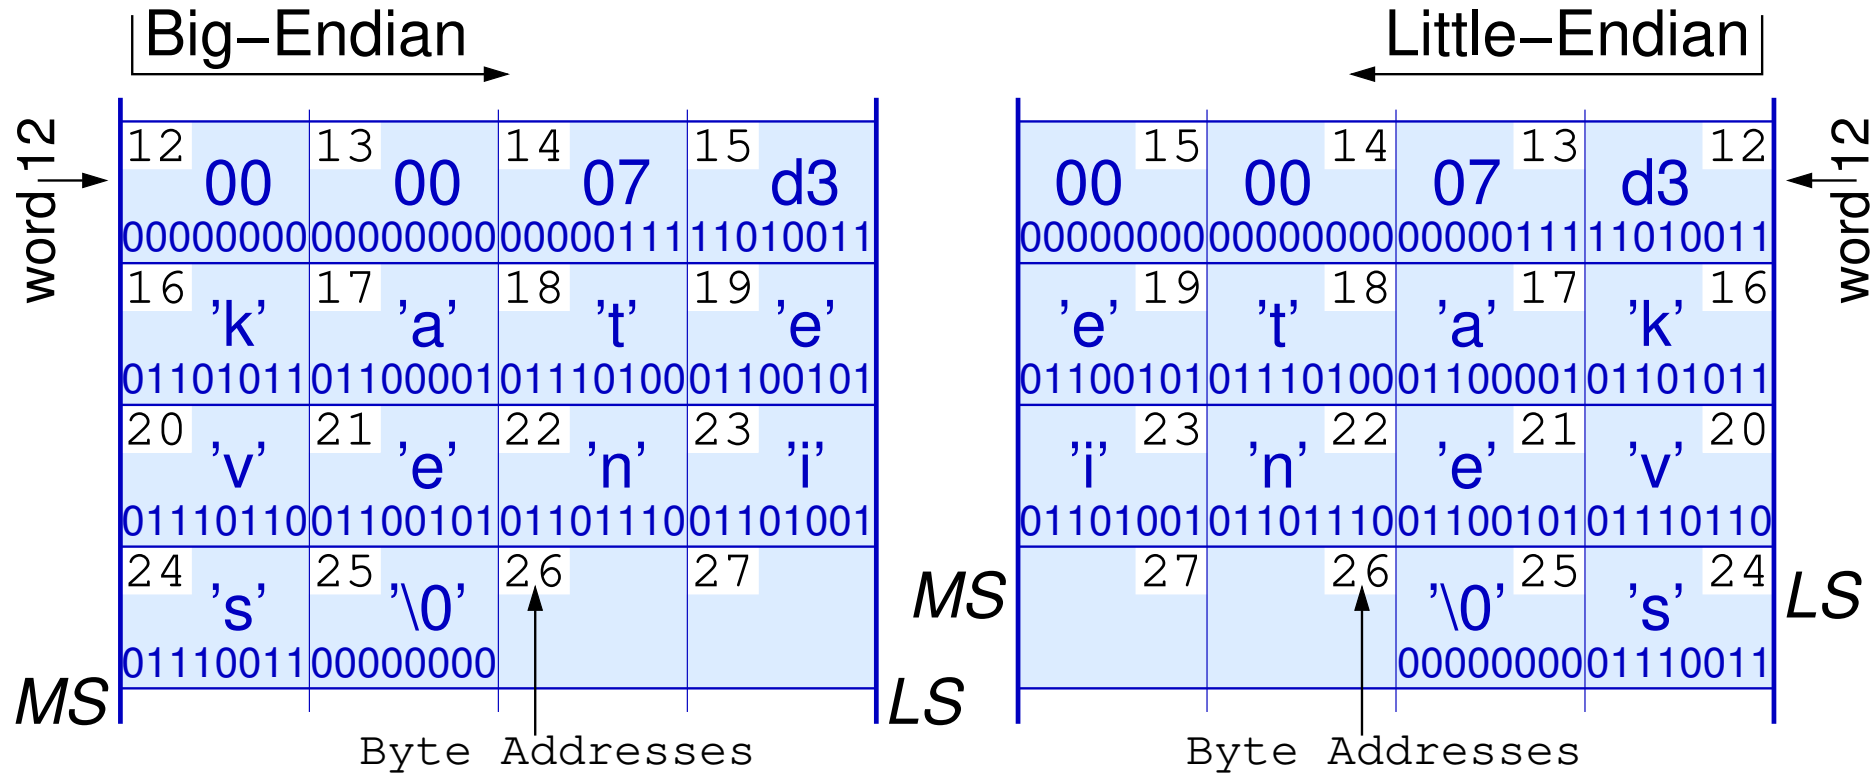 Big–Endian
Little–Endian
word 12
12 13 14 15
00 00 07 d3
00000000 00000000 00000111 11010011
16 17 18 19
'k' 'a' 't' 'e'
01101011 01100001 01110100 01100101
20 21 22 23
'v' 'e' 'n' 'i'
01110110 01100101 01101110 01101001
24 25 26 27
's' '\0'
01110011 00000000
MS
LS
Byte Addresses
word 12
15 14 13 12
00 00 07 d3
00000000 00000000 00000111 11010011
19 18 17 16
'e' 't' 'a' 'k'
01100101 01110100 01100001 01101011
23 22 21 20
'i' 'n' 'e' 'v'
01101001 01101110 01100101 01110110
27 26 25 24
'\0' 's'
00000000 01110011
MS
LS
Byte Addresses